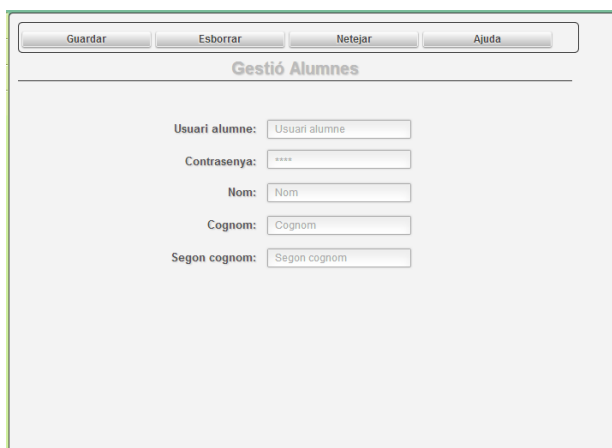 Guardar Esborrar Netejar Ajuda
Gestió Alumnes
Usuari alumne: Usuari alumne
Contrasenya: ****
Nom: Nom
Cognom: Cognom
Segon cognom: Segon cognom